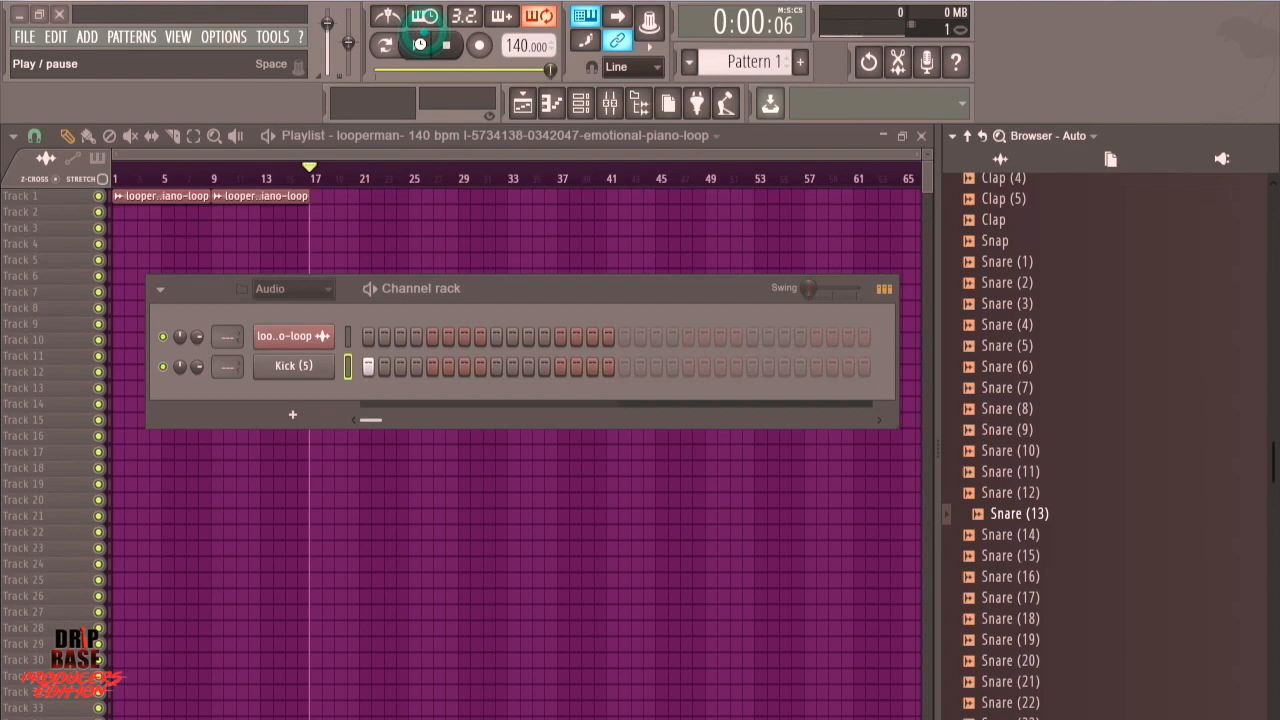 FILE EDIT ADD PATTERNS VIEW OPTIONS TOOLS ?
Play / pause Space
3.2.
140.000
Line
0:00:06
M:S:CS
0
0 MB
1
Pattern 1
Playlist - looperman- 140 bpm l-5734138-0342047-emotional-piano-loop
Browser - Auto
Z-CROSS STRETCH
1 5 9 13 17 21 25 29 33 37 41 45 49 53 57 61 65
looper..iano-loop looper..iano-loop
Track 1
Track 2
Track 3
Track 4
Track 5
Track 6
Track 7
Track 8
Track 9
Track 10
Track 11
Track 12
Track 13
Track 14
Track 15
Track 16
Track 17
Track 18
Track 19
Track 20
Track 21
Track 22
Track 23
Track 24
Track 25
Track 26
Track 27
Track 28
Track 29
Track 30
Track 33
Audio
Channel rack
Swing
loo..o-loop
Kick (5)
Clap (4)
Clap (5)
Clap
Snap
Snare (1)
Snare (2)
Snare (3)
Snare (4)
Snare (5)
Snare (6)
Snare (7)
Snare (8)
Snare (9)
Snare (10)
Snare (11)
Snare (12)
Snare (13)
Snare (14)
Snare (15)
Snare (16)
Snare (17)
Snare (18)
Snare (19)
Snare (20)
Snare (21)
Snare (22)
DRIP
BASE
PRODUCERS
EDITION